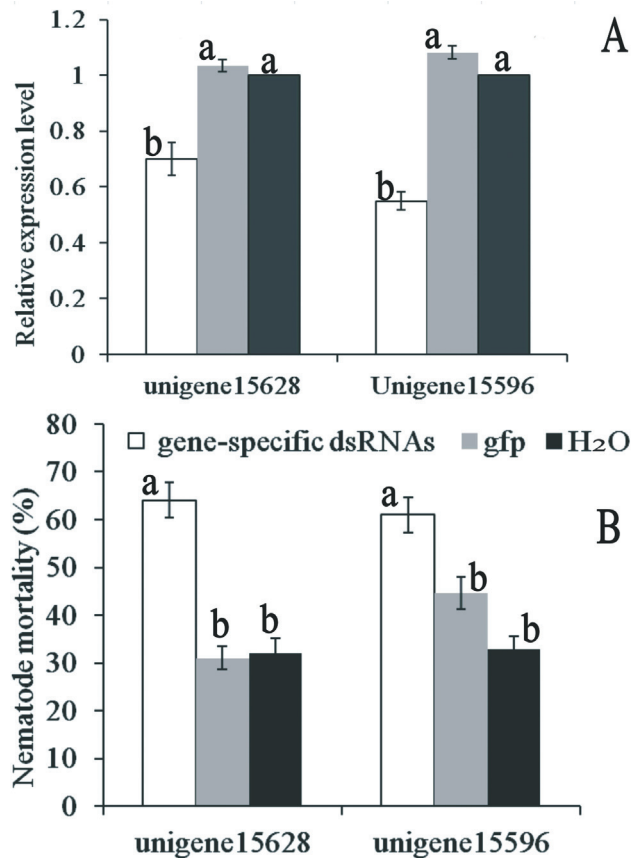 A
Relative expression level
1.2
1
0.8
0.6
0.4
0.2
0
b
a
a
b
a
a
unigene15628
Unigene15596
B
Nematode mortality (%)
80
70
60
50
40
30
20
10
0
gene-specific dsRNAs
gfp
H₂O
a
b
b
a
b
b
unigene15628
unigene15596